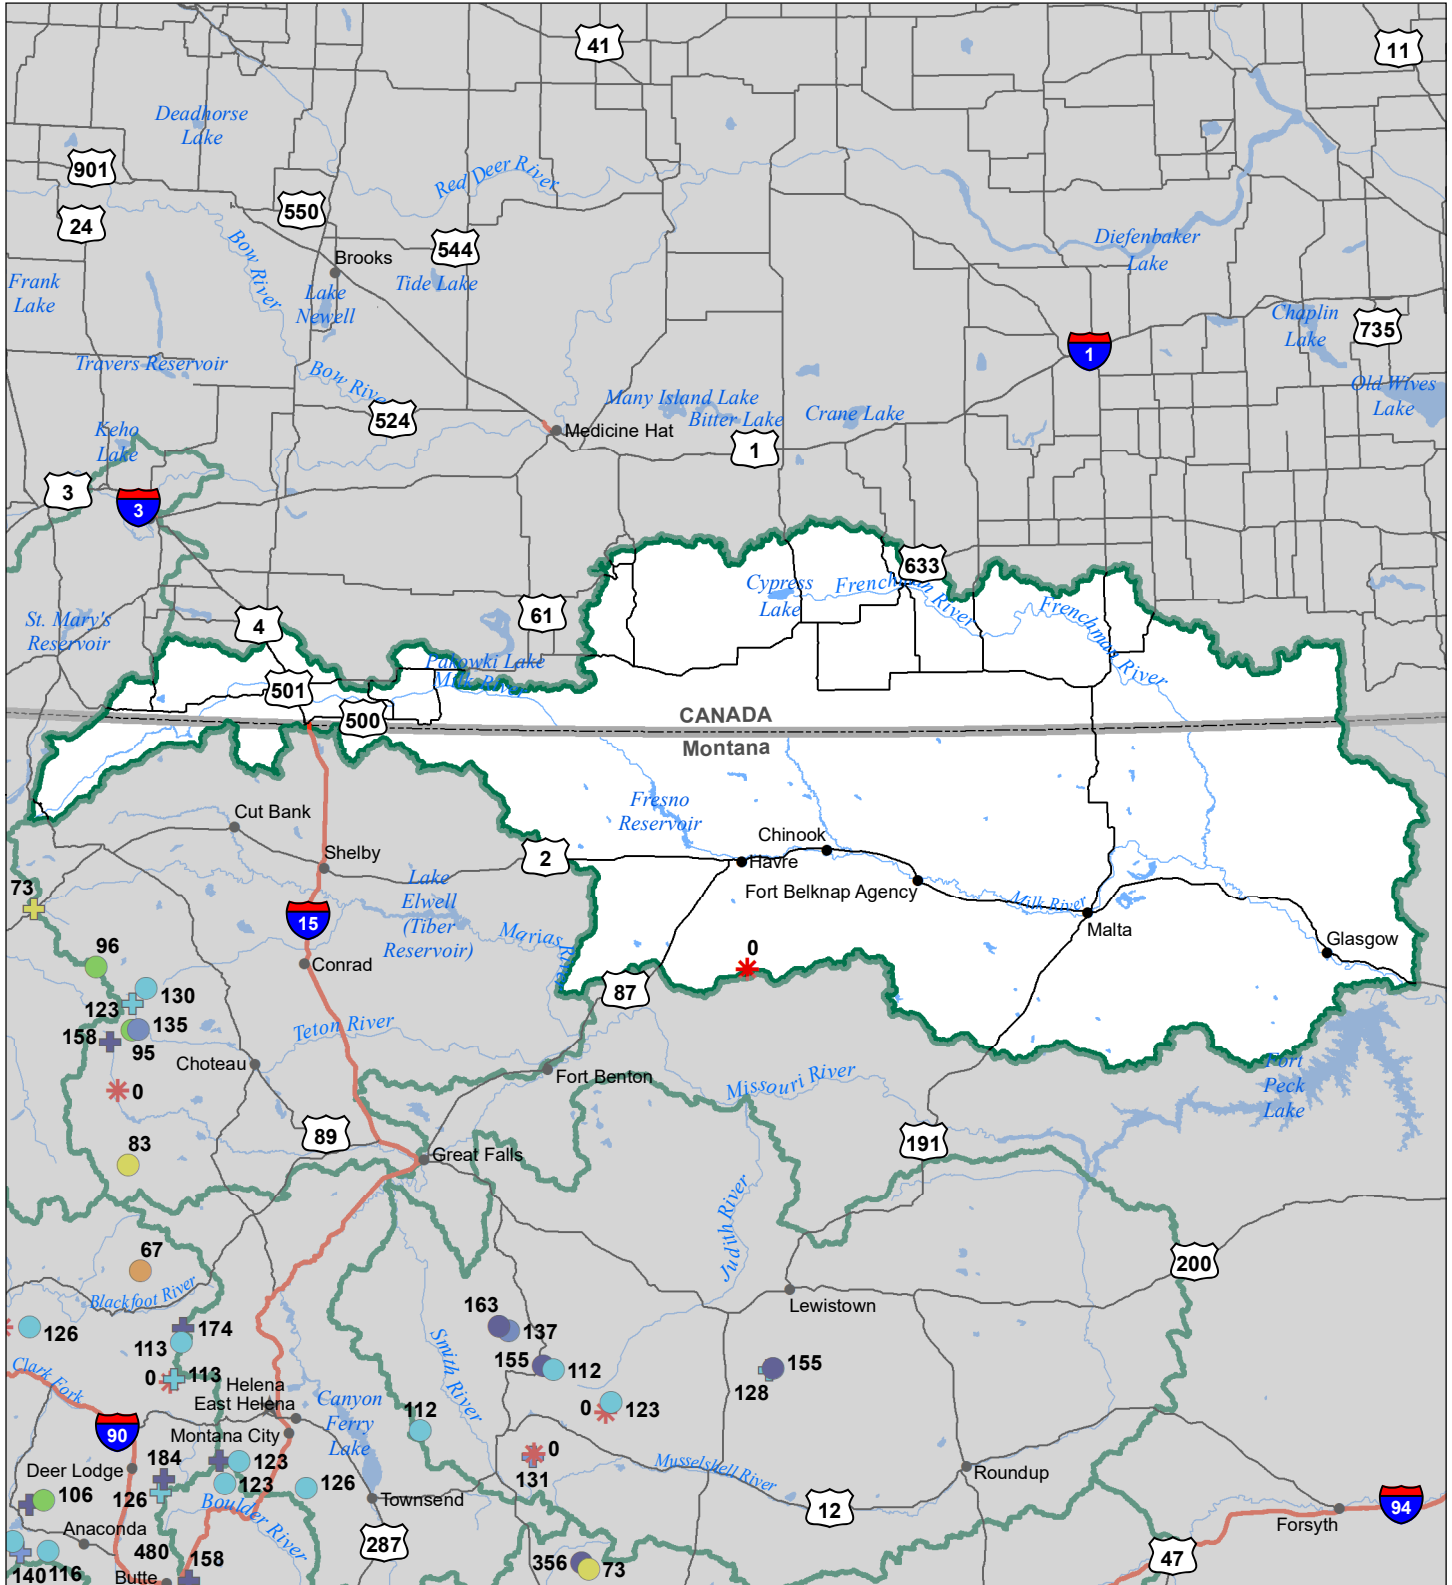 41
11
Deadhorse
Lake
901
24
550
544
Red Deer River
Bow River
Brooks
Tide Lake
Lake
Newell
Frank
Lake
Diefenbaker
Lake
Chaplin
Lake
735
1
Travers Reservoir
Bow River
524
Medicine Hat
Many Island Lake
Bitter Lake
Crane Lake
Old Wives
Lake
1
Keho
Lake
3
3
633
Cypress
Lake
Frenchman River
Frenchman River
61
4
St. Mary's
Reservoir
Pakowki Lake
Milk River
501
500
CANADA
Montana
Fresno
Reservoir
Cut Bank
Shelby
2
Chinook
Havre
Fort Belknap Agency
Milk River
Malta
Glasgow
Lake
Elwell
(Tiber
Reservoir)
Marias River
73
15
Conrad
96
130
123
135
158
95
0
87
0
Teton River
Choteau
Fort Benton
Missouri River
Fort
Peck
Lake
83
89
Great Falls
191
Judith River
200
67
Blackfoot River
Lewistown
126
174
113
0
113
Clark Fork
163
137
155
112
155
128
Smith River
Helena
East Helena
Canyon
Ferry
Lake
0
123
90
Montana City
112
0
131
Musselshell River
184
Deer Lodge
123
123
126
106
126
Townsend
Roundup
12
94
Forsyth
Boulder River
Anaconda
480
158
287
356
73
47
140
116
Butte